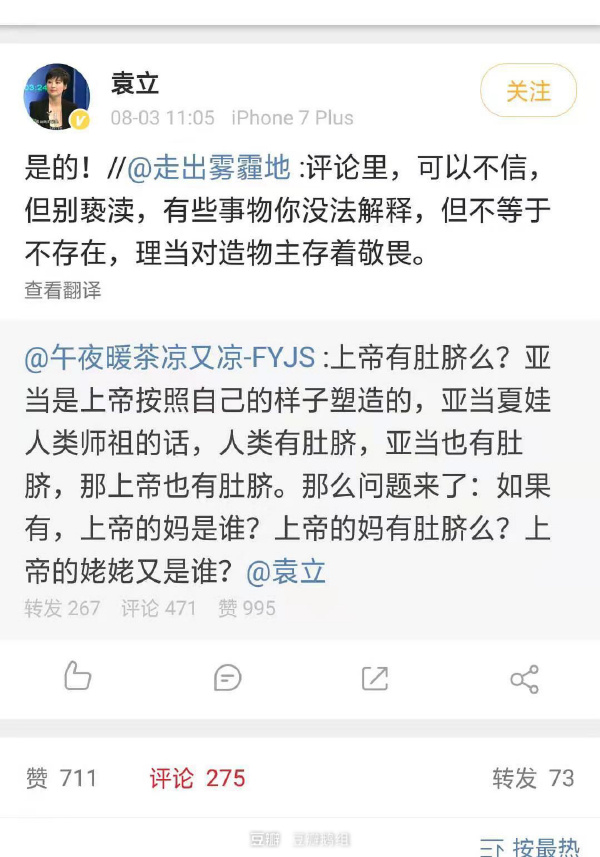 03:24
袁立
关注
08-03 11:05 iPhone 7 Plus
是的！//@走出雾霾地 :评论里，可以不信，
但别亵渎，有些事物你没法解释，但不等于
不存在，理当对造物主存着敬畏。
查看翻译
@午夜暖茶凉又凉-FYJS :上帝有肚脐么？亚
当是上帝按照自己的样子塑造的，亚当夏娃
人类师祖的话，人类有肚脐，亚当也有肚
脐，那上帝也有肚脐。那么问题来了：如果
有，上帝的妈是谁？上帝的妈有肚脐么？上
帝的姥姥又是谁？@袁立
转发 267 评论 471 赞 995
赞 711 评论 275 转发 73
豆瓣 豆瓣鹅组
按最热